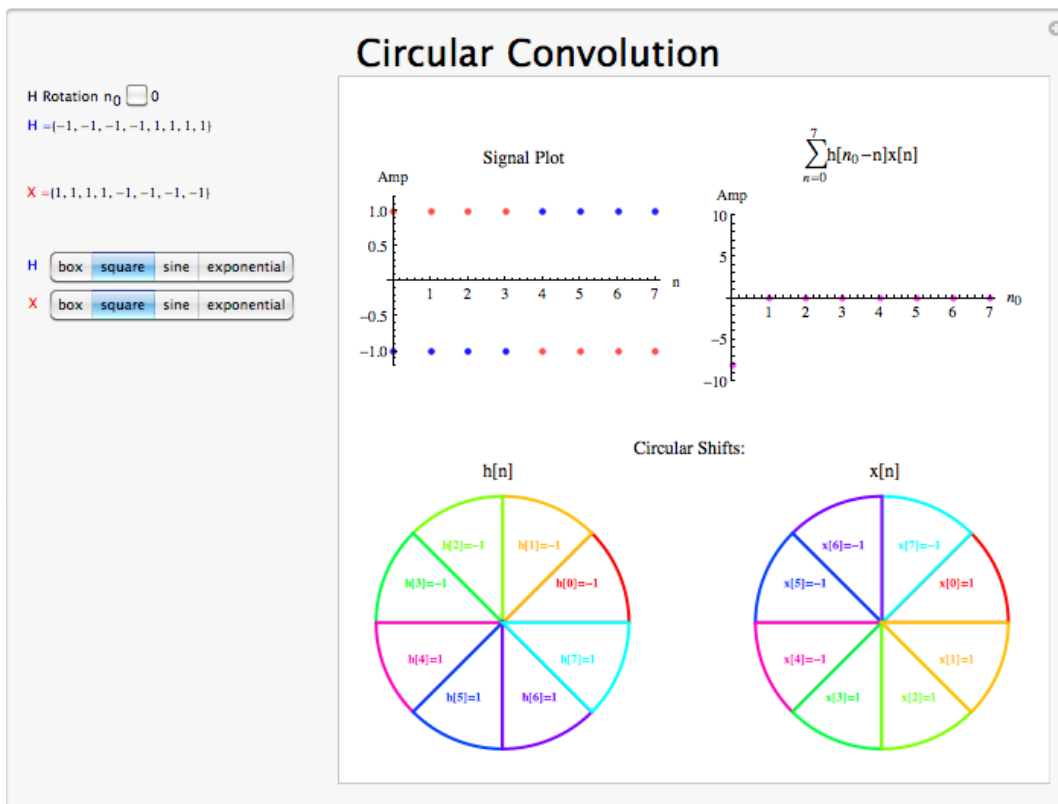 Circular Convolution
H Rotation n0 0
H ={-1, -1, -1, -1, 1, 1, 1, 1}
X ={1, 1, 1, 1, -1, -1, -1, -1}
H box square sine exponential
X box square sine exponential
Signal Plot
Amp
1.0
0.5
-0.5
-1.0
1 2 3 4 5 6 7 n
7
∑h[n0-n]x[n]
n=0
Amp
10
5
-5
-10
1 2 3 4 5 6 7 n0
Circular Shifts:
h[n]
h[2]=-1 h[1]=-1
h[3]=-1 h[0]=-1
h[4]=1 h[7]=1
h[5]=1 h[6]=1
x[n]
x[6]=-1 x[7]=-1
x[5]=-1 x[0]=1
x[4]=-1 x[1]=1
x[3]=1 x[2]=1